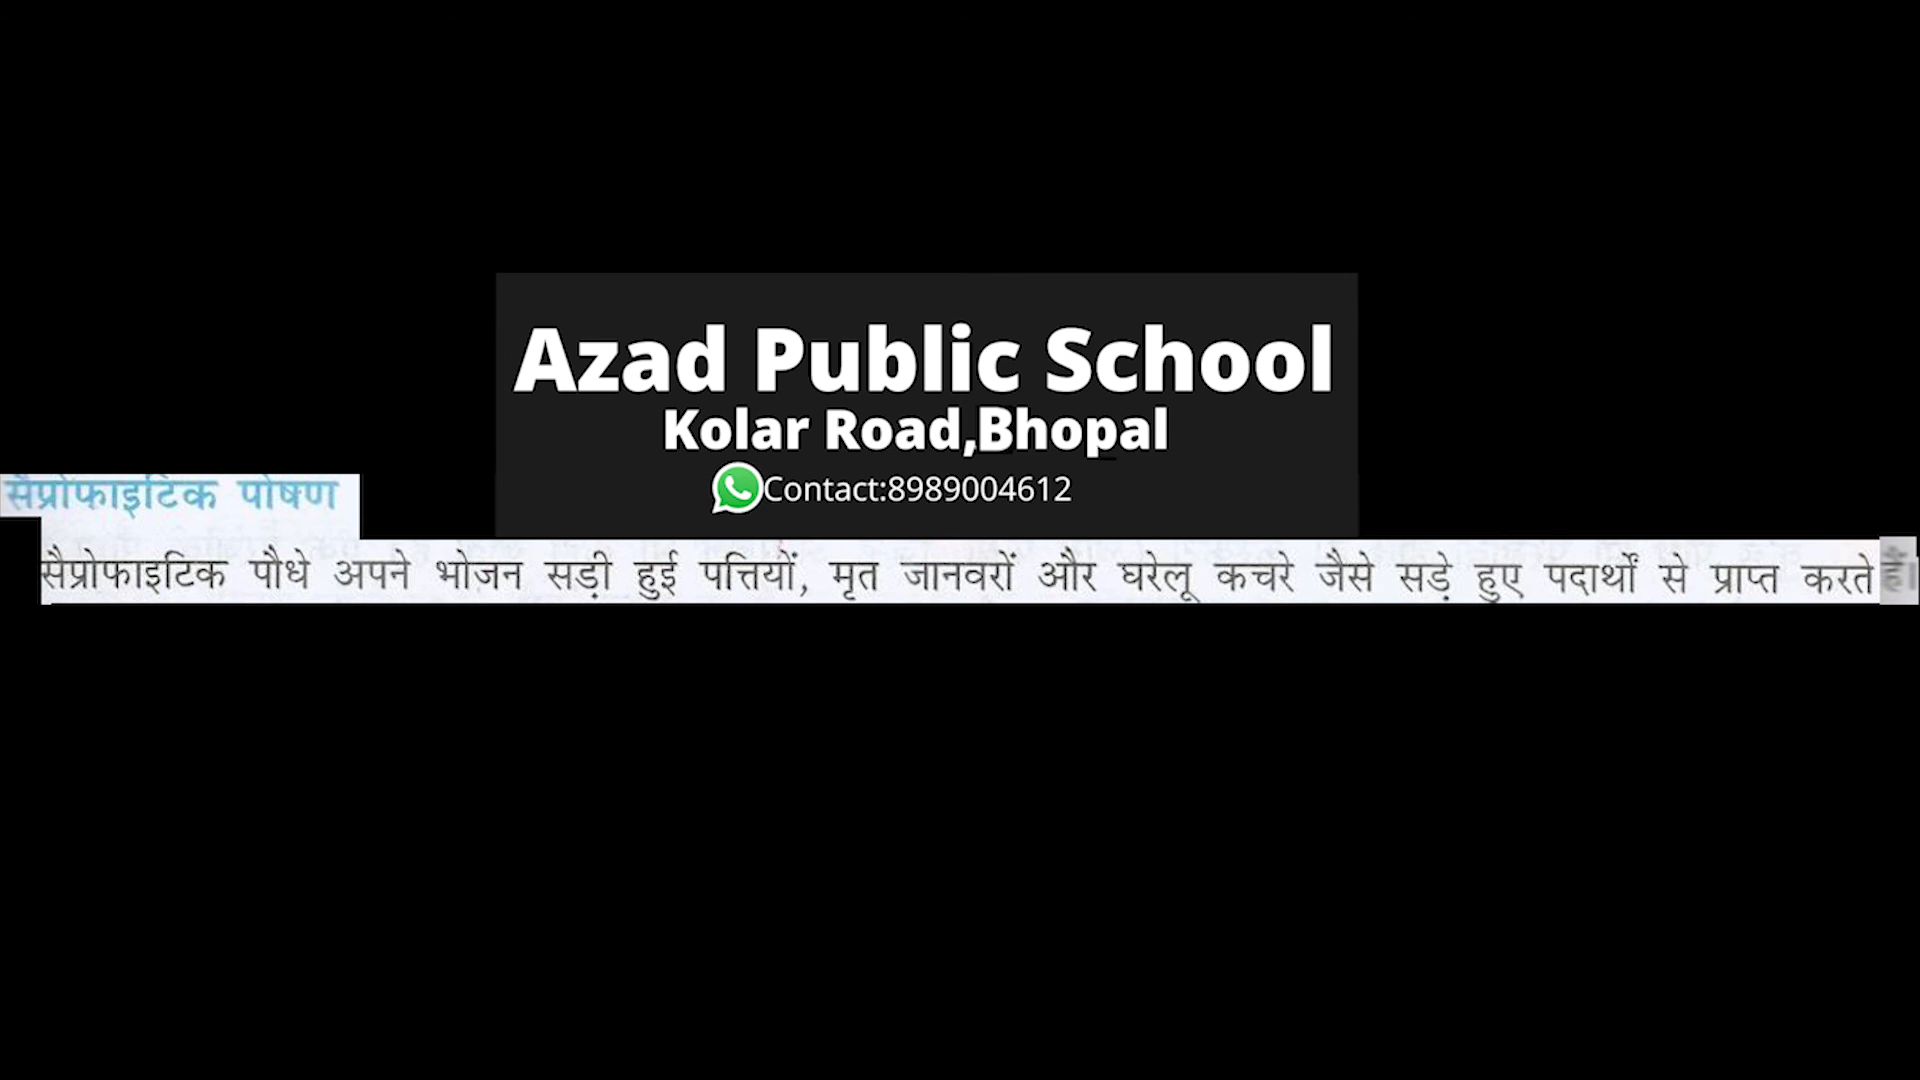 Azad Public School
Kolar Road,Bhopal
Contact:8989004612
सैप्रोफाइटिक पोषण
सैप्रोफाइटिक पौधे अपने भोजन सड़ी हुई पत्तियों, मृत जानवरों और घरेलू कचरे जैसे सड़े हुए पदार्थों से प्राप्त करते हैं।